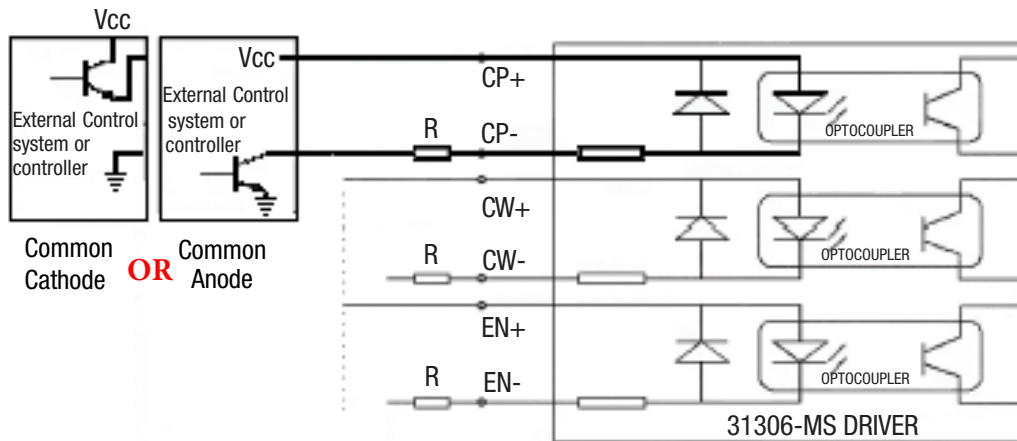 Vcc
External Control
system or
controller
Common
Cathode
OR
Vcc
External Control
system or
controller
Common
Anode
CP+
R
CP-
OPTOCOUPLER
CW+
R
CW-
OPTOCOUPLER
EN+
R
EN-
OPTOCOUPLER
31306-MS DRIVER